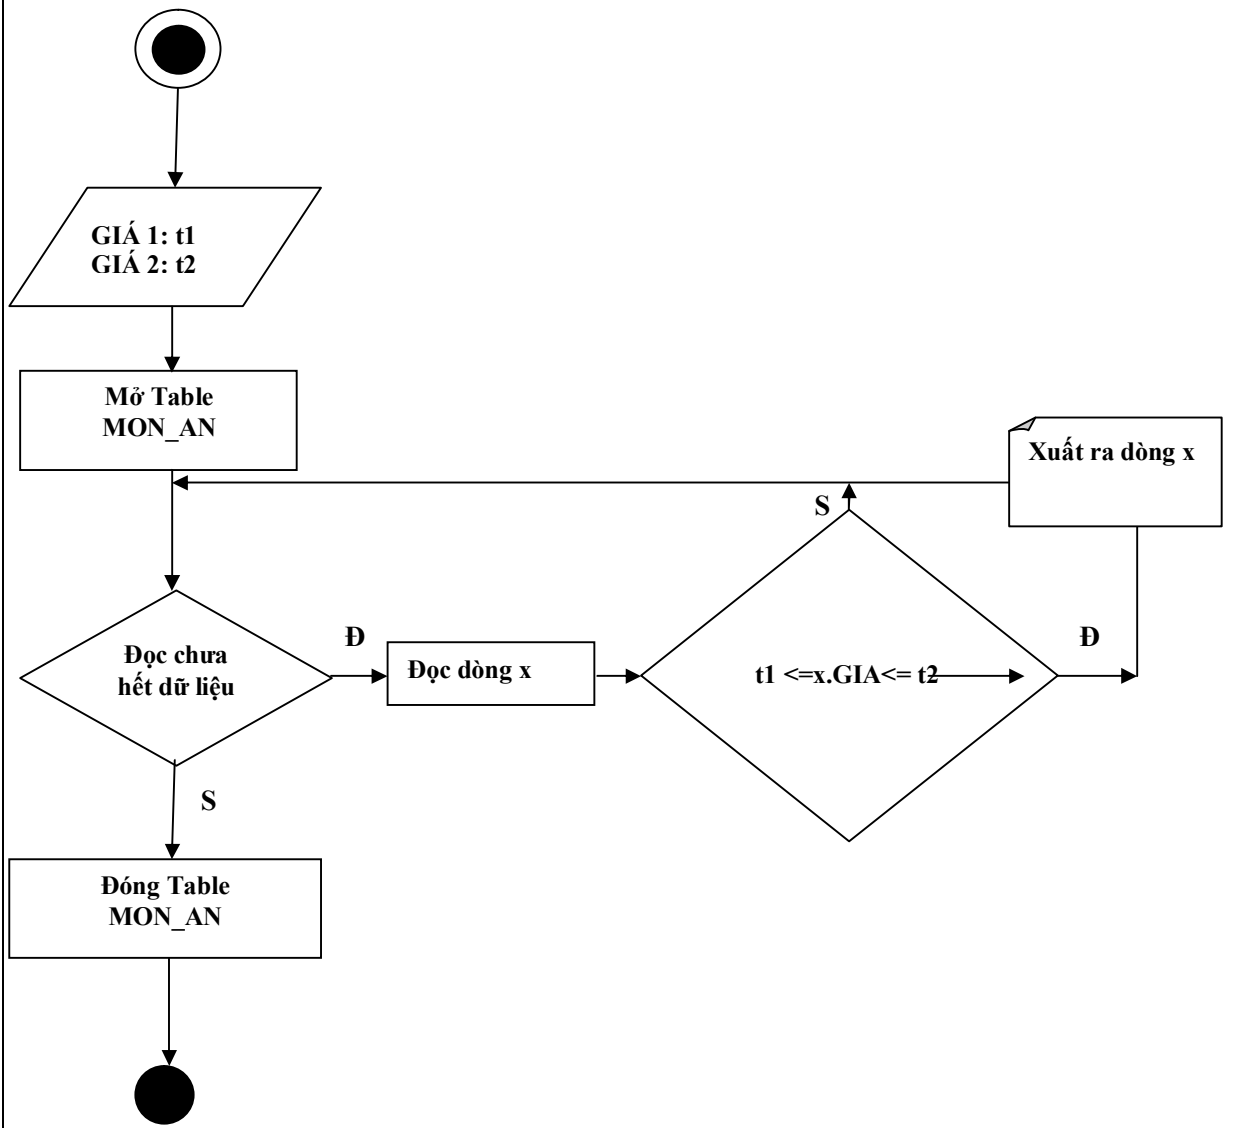 GIÁ 1: t1
GIÁ 2: t2
Mở Table
MON_AN
Xuất ra dòng x
S
Đọc chưa
hết dữ liệu
Đ
Đọc dòng x
t1 <=x.GIA<= t2
Đ
S
Đóng Table
MON_AN